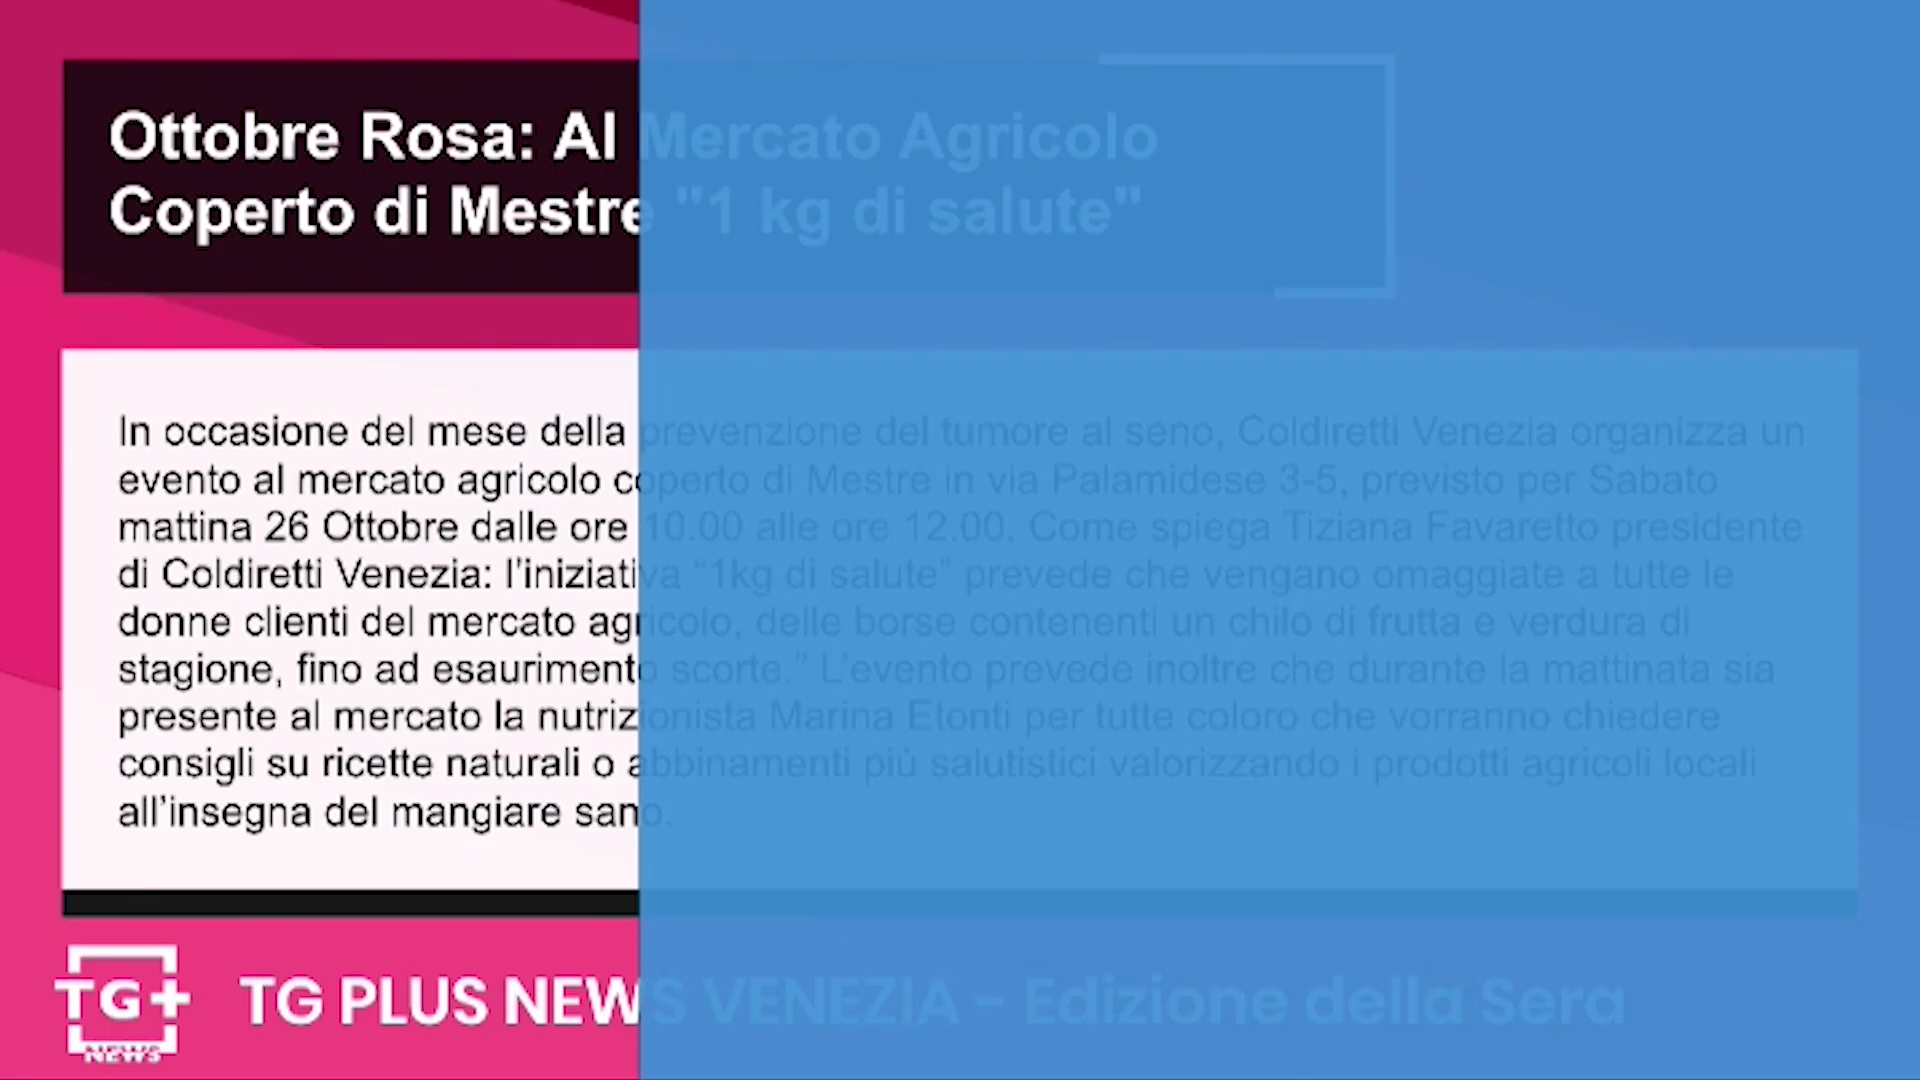 Ottobre Rosa: Al Mercato Agricolo
Coperto di Mestre "1 kg di salute"
In occasione del mese della prevenzione del tumore al seno, Coldiretti Venezia organizza un
evento al mercato agricolo coperto di Mestre in via Palamidese 3-5, previsto per Sabato
mattina 26 Ottobre dalle ore 10.00 alle ore 12.00. Come spiega Tiziana Favaretto presidente
di Coldiretti Venezia: l’iniziativa “1kg di salute” prevede che vengano omaggiate a tutte le
donne clienti del mercato agricolo, delle borse contenenti un chilo di frutta e verdura di
stagione, fino ad esaurimento scorte.” L’evento prevede inoltre che durante la mattinata sia
presente al mercato la nutrizionista Marina Etonti per tutte coloro che vorranno chiedere
consigli su ricette naturali o abbinamenti più salutistici valorizzando i prodotti agricoli locali
all’insegna del mangiare sano.
TG+
NEWS
TG PLUS NEWS VENEZIA - Edizione della Sera